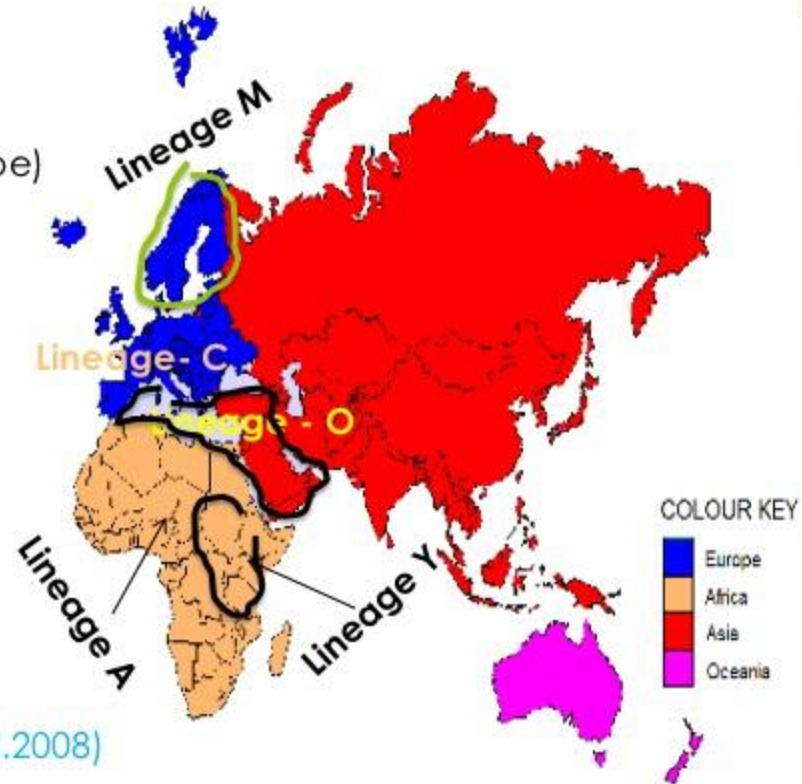 Lineage M
pe)
Lineage- C
Lineage - O
COLOUR KEY
Europe
Africa
Asia
Oceania
Lineage A
Lineage Y
.2008)